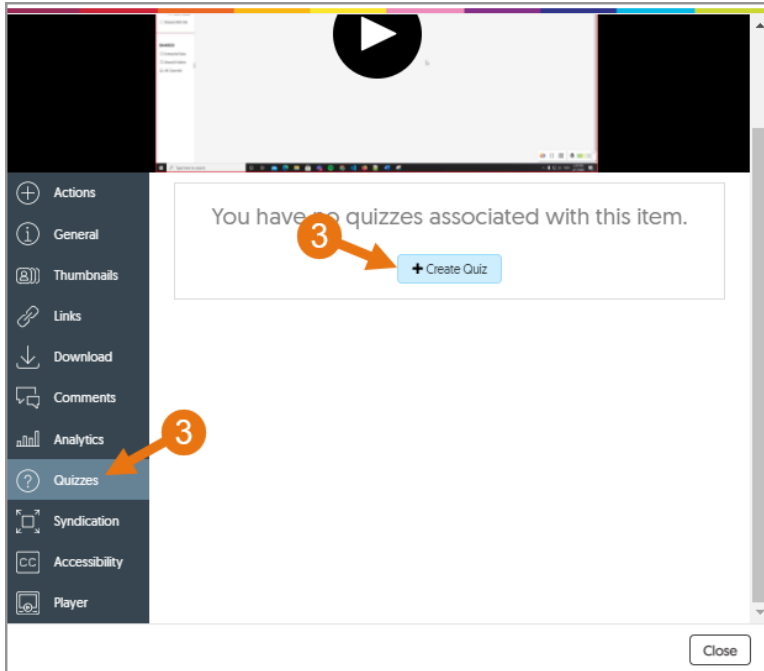 Actions
You have no quizzes associated with this item.
General
3
+ Create Quiz
Thumbnails
Links
Download
Comments
Analytics
3
? Quizzes
Syndication
CC Accessibility
Player
Close